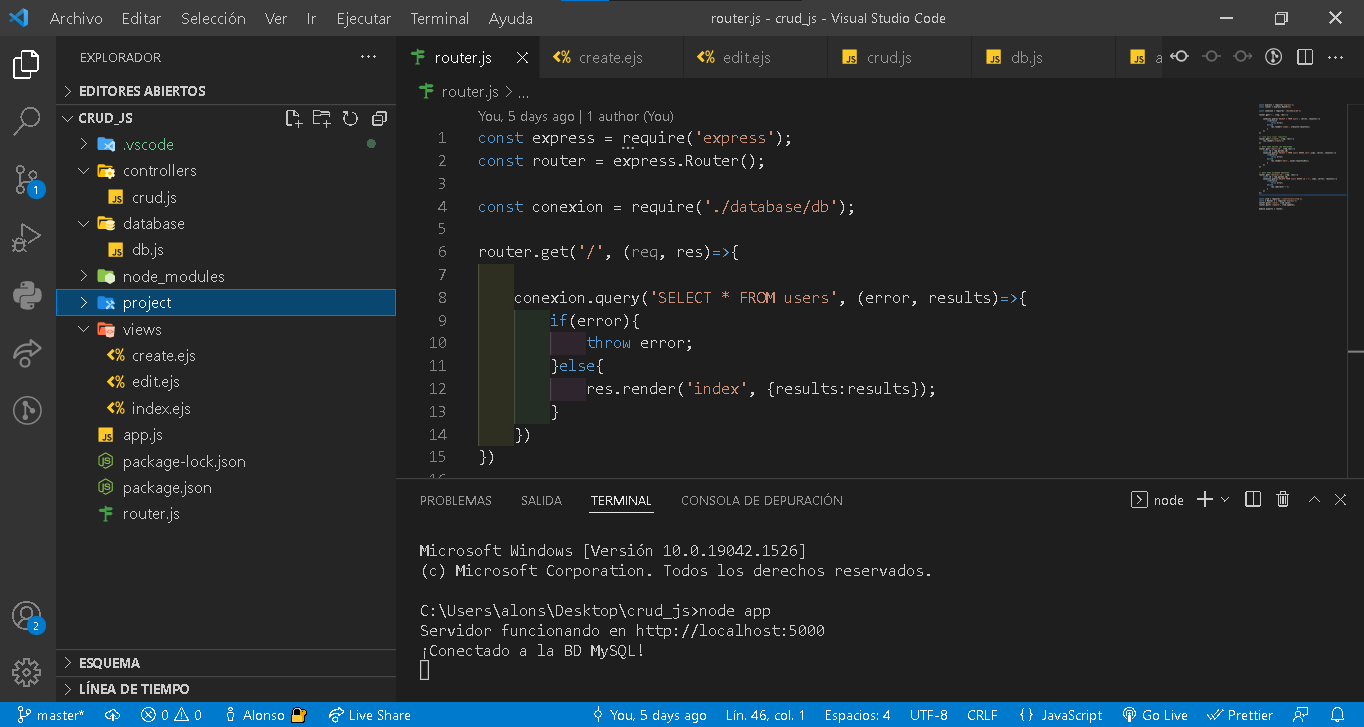 Archivo Editar Selección Ver Ir Ejecutar Terminal Ayuda router.js - crud_js - Visual Studio Code
EXPLORADOR
EDITORES ABIERTOS
CRUD_JS
.vscode
controllers
crud.js
database
db.js
node_modules
project
views
create.ejs
edit.ejs
index.ejs
app.js
package-lock.json
package.json
router.js
ESQUEMA
LÍNEA DE TIEMPO
1
2
router.js create.ejs edit.ejs crud.js db.js a
router.js > ...
You, 5 days ago | 1 author (You)
1 const express = require('express');
2 const router = express.Router();
3
4 const conexion = require('./database/db');
5
6 router.get('/', (req, res)=>{
7
8 conexion.query('SELECT * FROM users', (error, results)=>{
9 if(error){
10 throw error;
11 }else{
12 res.render('index', {results:results});
13 }
14 })
15 })
16
PROBLEMAS SALIDA TERMINAL CONSOLA DE DEPURACIÓN node
Microsoft Windows [Versión 10.0.19042.1526]
(c) Microsoft Corporation. Todos los derechos reservados.
C:\Users\alons\Desktop\crud_js>node app
Servidor funcionando en http://localhost:5000
¡Conectado a la BD MySQL!
master* 0 0 Alonso Live Share You, 5 days ago Lín. 46, col. 1 Espacios: 4 UTF-8 CRLF {} JavaScript Go Live Prettier